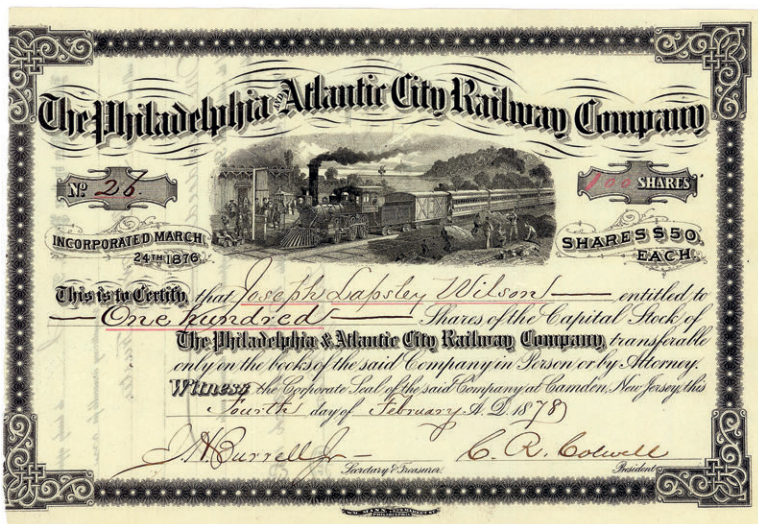 The Philadelphia AND Atlantic City Railway Company
No. 26.
100 SHARES
INCORPORATED MARCH
24TH 1876
SHARES $50
EACH.
This is to Certify, that Joseph Lapsley Wilson entitled to
One hundred Shares of the Capital Stock of
The Philadelphia & Atlantic City Railway Company, transferable
only on the books of the said Company in Person or by Attorney.
Witness the Corporate Seal of the said Company at Camden, New Jersey, this
Fourth day of February A.D. 1878
Secretary & Treasurer.
C. R. Colwell
President